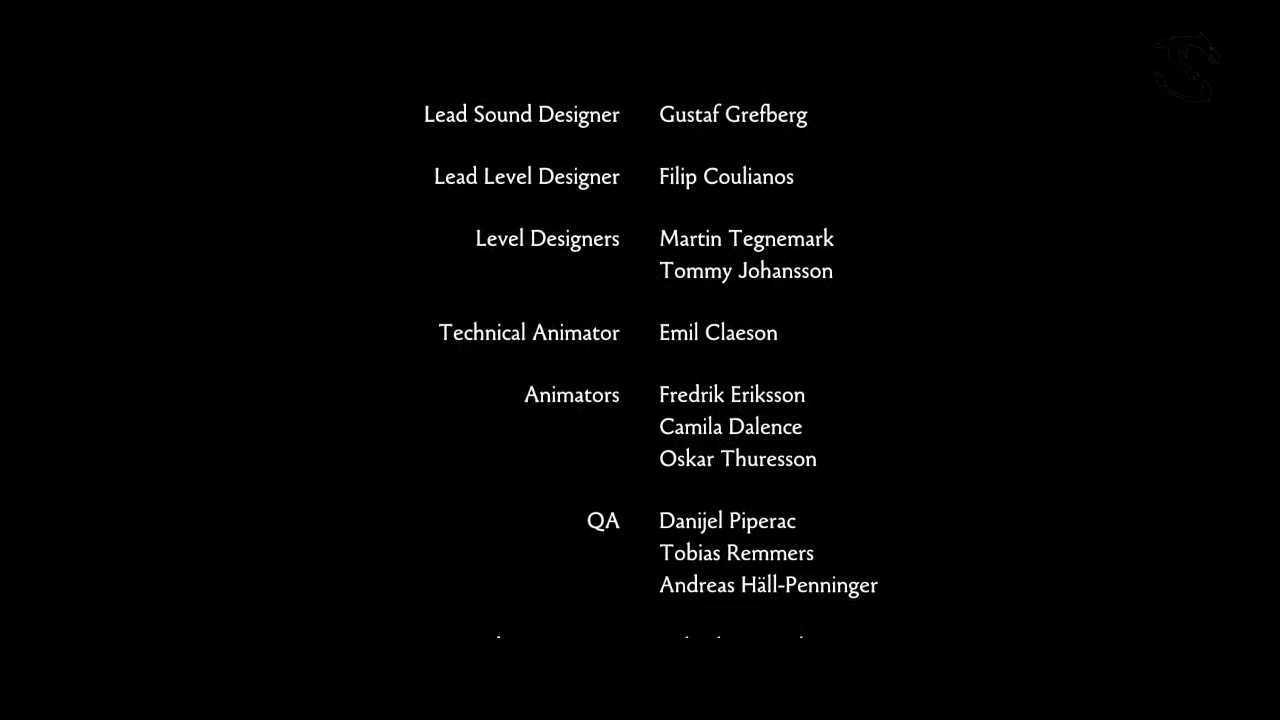 Lead Sound Designer Gustaf Grefberg
Lead Level Designer Filip Coulianos
Level Designers Martin Tegnemark
Tommy Johansson
Technical Animator Emil Claeson
Animators Fredrik Eriksson
Camila Dalence
Oskar Thuresson
QA Danijel Piperac
Tobias Remmers
Andreas Häll-Penninger